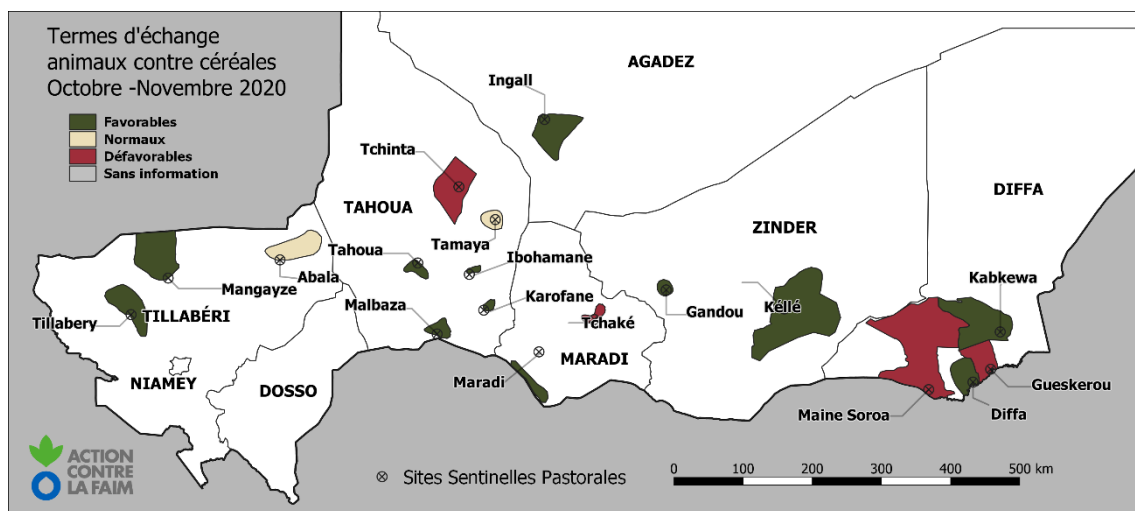 Termes d'échange
animaux contre céréales
Octobre -Novembre 2020
Favorables
Normaux
Défavorables
Sans information
Ingall
AGADEZ
Tchinta
DIFFA
TAHOUA
ZINDER
Tamaya
Tahoua
Ibohamane
Abala
Kabkewa
Mangayze
Karofane
Gandou
Kéllé
Malbaza
Tillabery
TILLABÉRI
Tchaké
MARADI
Maradi
NIAMEY
DOSSO
Gueskerou
Maine Soroa
Diffa
ACTION
CONTRE
LA FAIM
Sites Sentinelles Pastorales
0 100 200 300 400 500 km